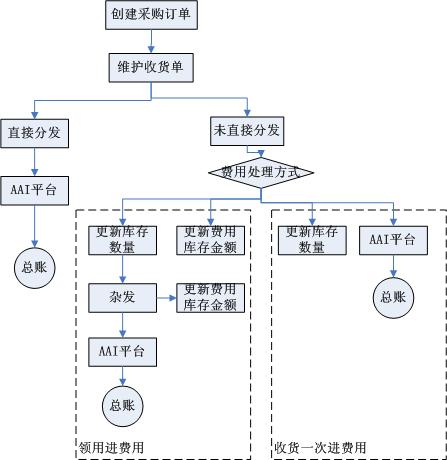 创建采购订单
维护收货单
直接分发
未直接分发
AAI平台
费用处理方式
总账
更新库存
数量
更新费用
库存金额
更新库存
数量
AAI平台
杂发
更新费用
库存金额
总账
AAI平台
总账
领用进费用
收货一次进费用